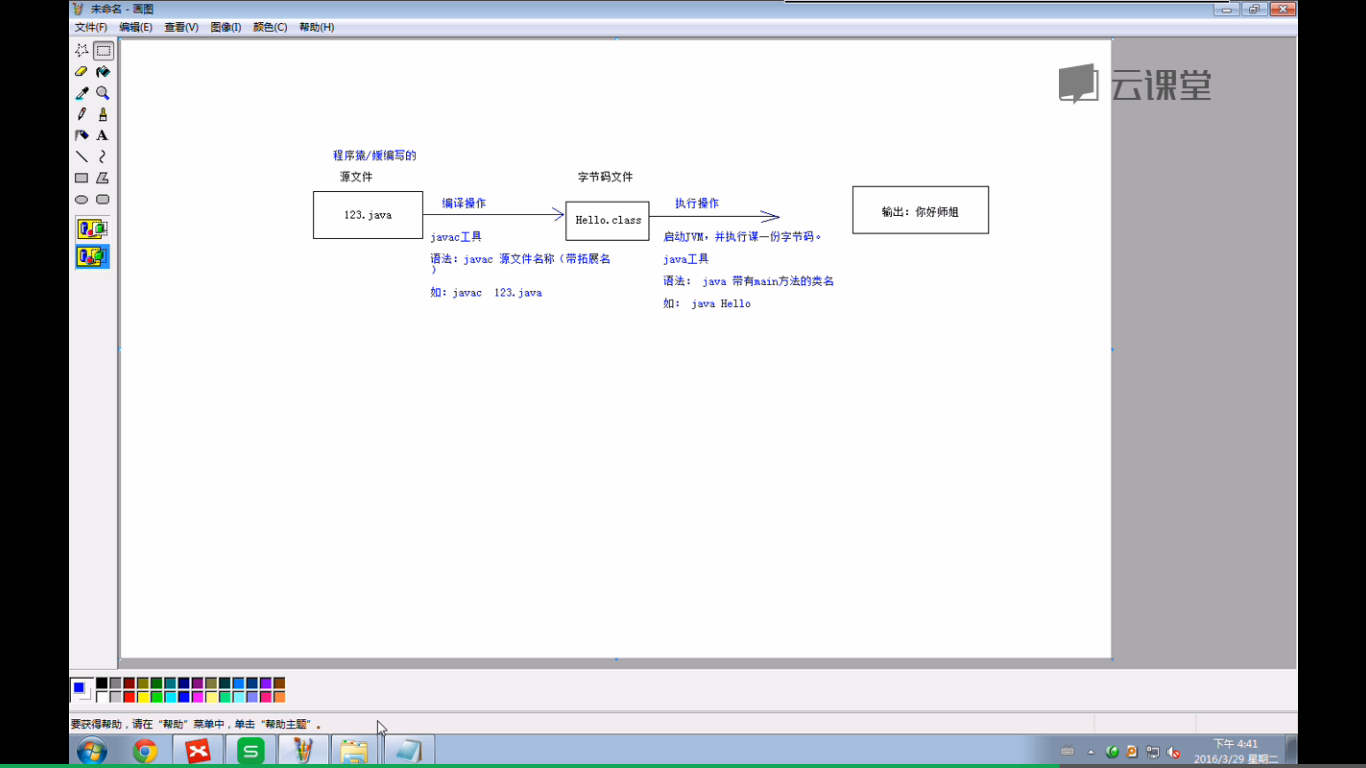 未命名 - 画图
文件(F) 编辑(E) 查看(V) 图像(I) 颜色(C) 帮助(H)
云课堂
程序猿/媛编写的
源文件
字节码文件
123.java
编译操作
Hello.class
执行操作
输出：你好师姐
javac工具
语法：javac 源文件名称（带拓展名
）
如：javac 123.java
启动JVM，并执行谋一份字节码。
java工具
语法： java 带有main方法的类名
如： java Hello
要获得帮助，请在“帮助”菜单中，单击“帮助主题”。
下午 4:41
2016/3/29 星期二